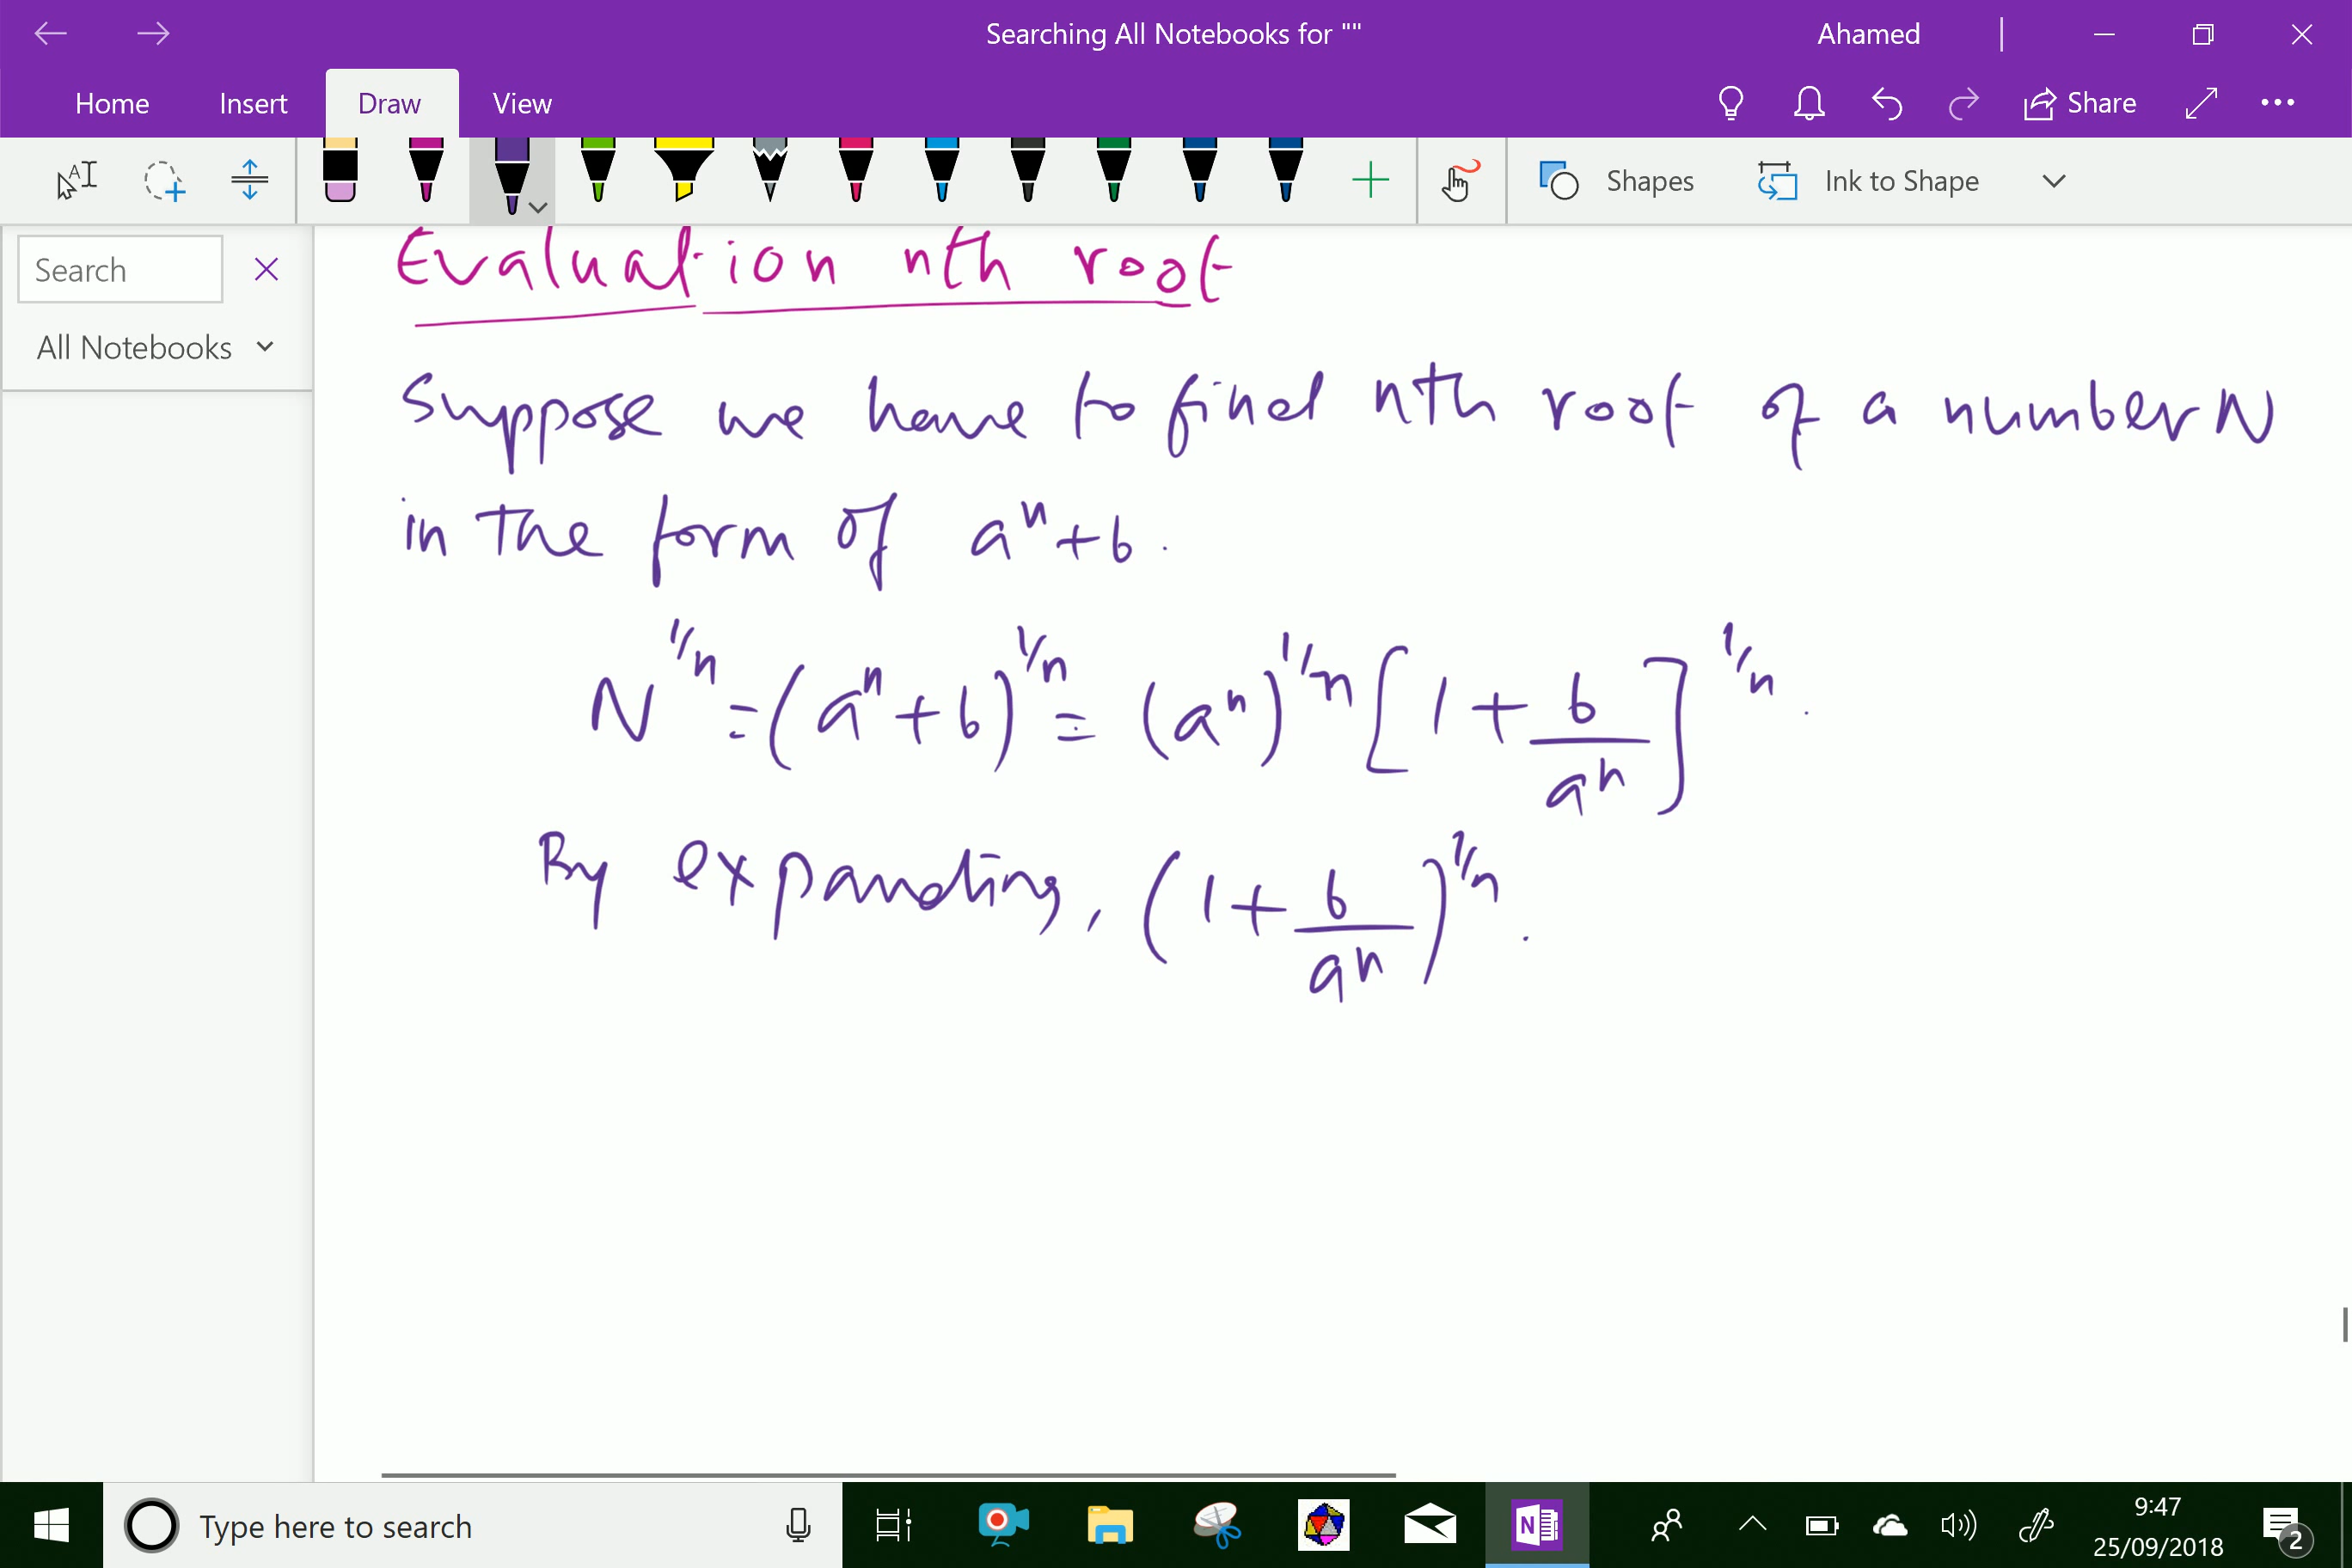 Searching All Notebooks for ""
Ahamed
Home Insert Draw View
Share
Shapes
Ink to Shape
Search
All Notebooks
Evaluation nth root
Suppose we have to find nth root of a number N
in the form of aⁿ+b.
N^(1/n) = (aⁿ+b)^(1/n) = (aⁿ)^(1/n) [1 + b/aⁿ]^(1/n).
By expanding, (1 + b/aⁿ)^(1/n).
Type here to search
N
9:47
25/09/2018
2